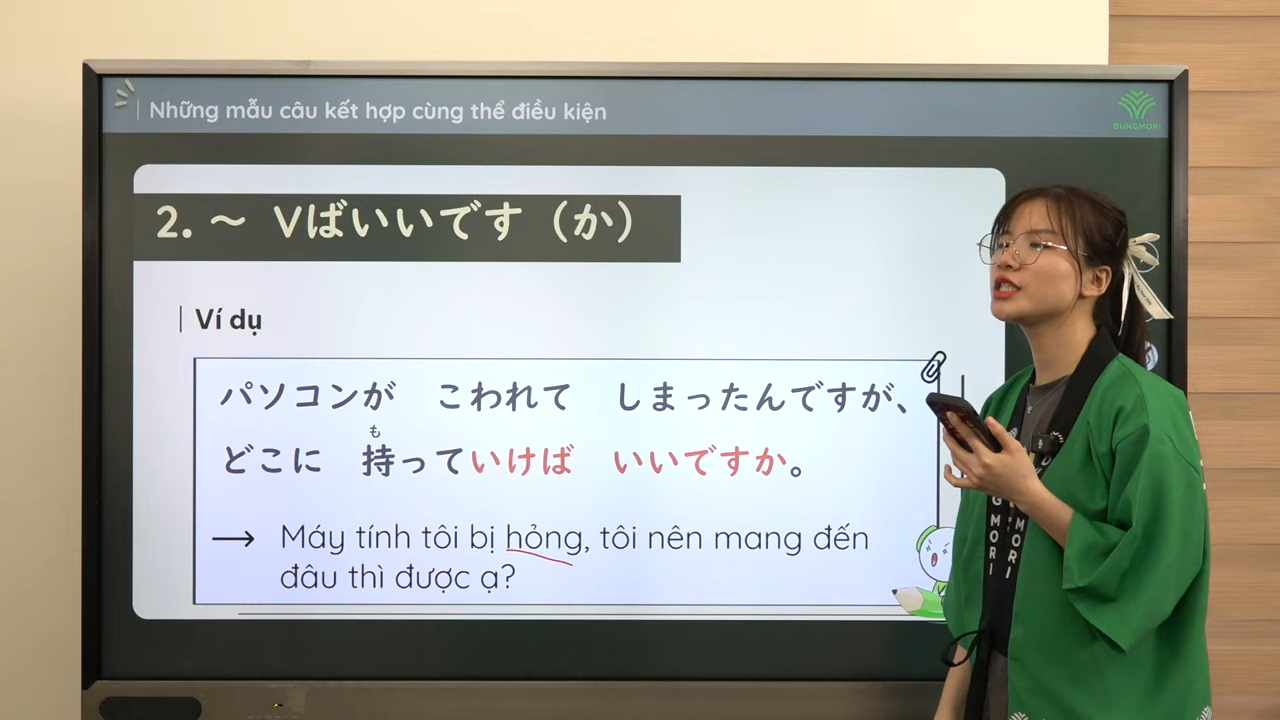 Những mẫu câu kết hợp cùng thể điều kiện
DUNGMORI
2. ～ Vばいいです（か）
Ví dụ
パソコンが こわれて しまったんですが、
も
どこに 持っていけば いいですか。
→ Máy tính tôi bị hỏng, tôi nên mang đến
đâu thì được ạ?
G MORI
MORI